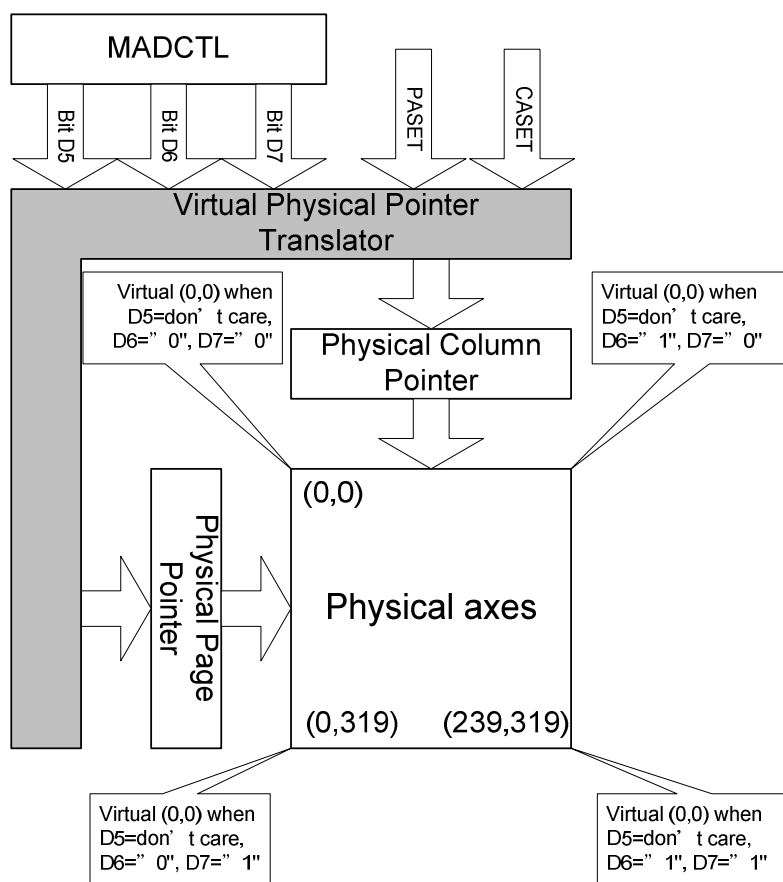 MADCTL
Bit D5
Bit D6
Bit D7
PASET
CASET
Virtual Physical Pointer
Translator
Virtual (0,0) when
D5=don’ t care,
D6=” 0", D7=” 0"
Virtual (0,0) when
D5=don’ t care,
D6=” 1", D7=” 0"
Physical Column
Pointer
(0,0)
Physical Page
Pointer
Physical axes
(0,319)
(239,319)
Virtual (0,0) when
D5=don’ t care,
D6=” 0", D7=” 1"
Virtual (0,0) when
D5=don’ t care,
D6=” 1", D7=” 1"